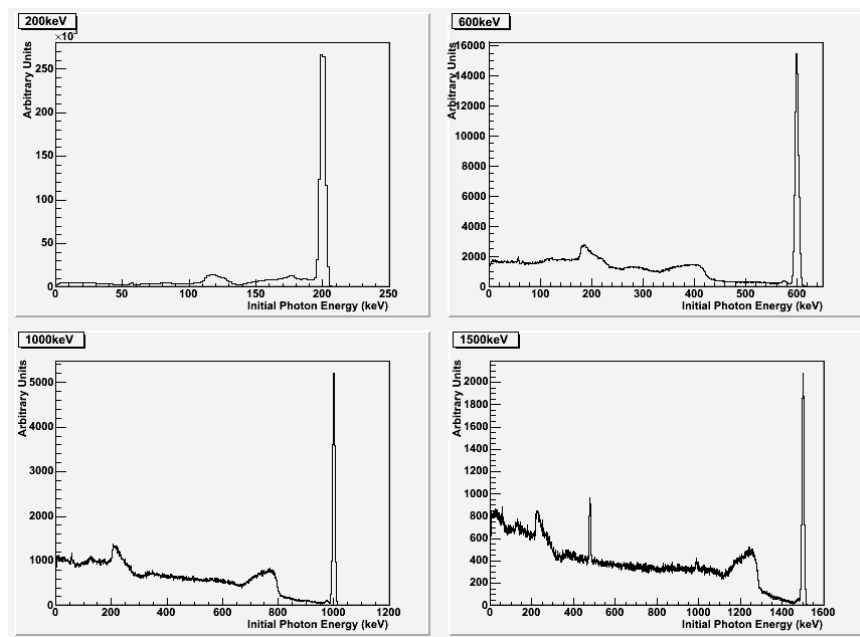 200keV
×10³
Arbitrary Units
250
200
150
100
50
0
0 50 100 150 200 250
Initial Photon Energy (keV)
600keV
Arbitrary Units
16000
14000
12000
10000
8000
6000
4000
2000
0
0 100 200 300 400 500 600
Initial Photon Energy (keV)
1000keV
Arbitrary Units
5000
4000
3000
2000
1000
0
0 200 400 600 800 1000 1200
Initial Photon Energy (keV)
1500keV
Arbitrary Units
2000
1800
1600
1400
1200
1000
800
600
400
200
0
0 200 400 600 800 1000 1200 1400 1600
Initial Photon Energy (keV)